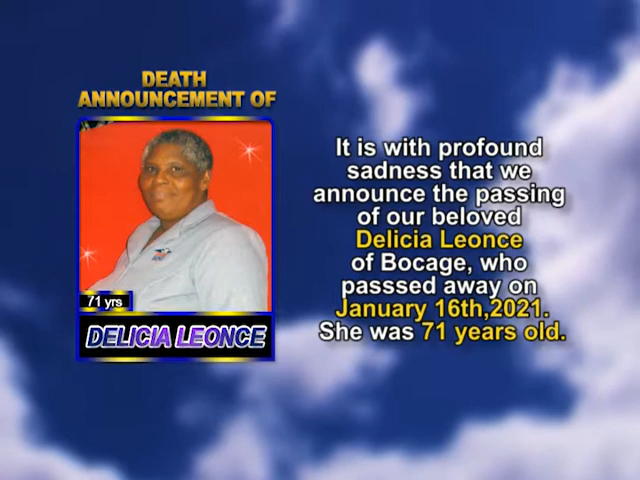 DEATH
ANNOUNCEMENT OF
71 yrs
DELICIA LEONCE
It is with profound
sadness that we
announce the passing
of our beloved
Delicia Leonce
of Bocage, who
passsed away on
January 16th,2021.
She was 71 years old.